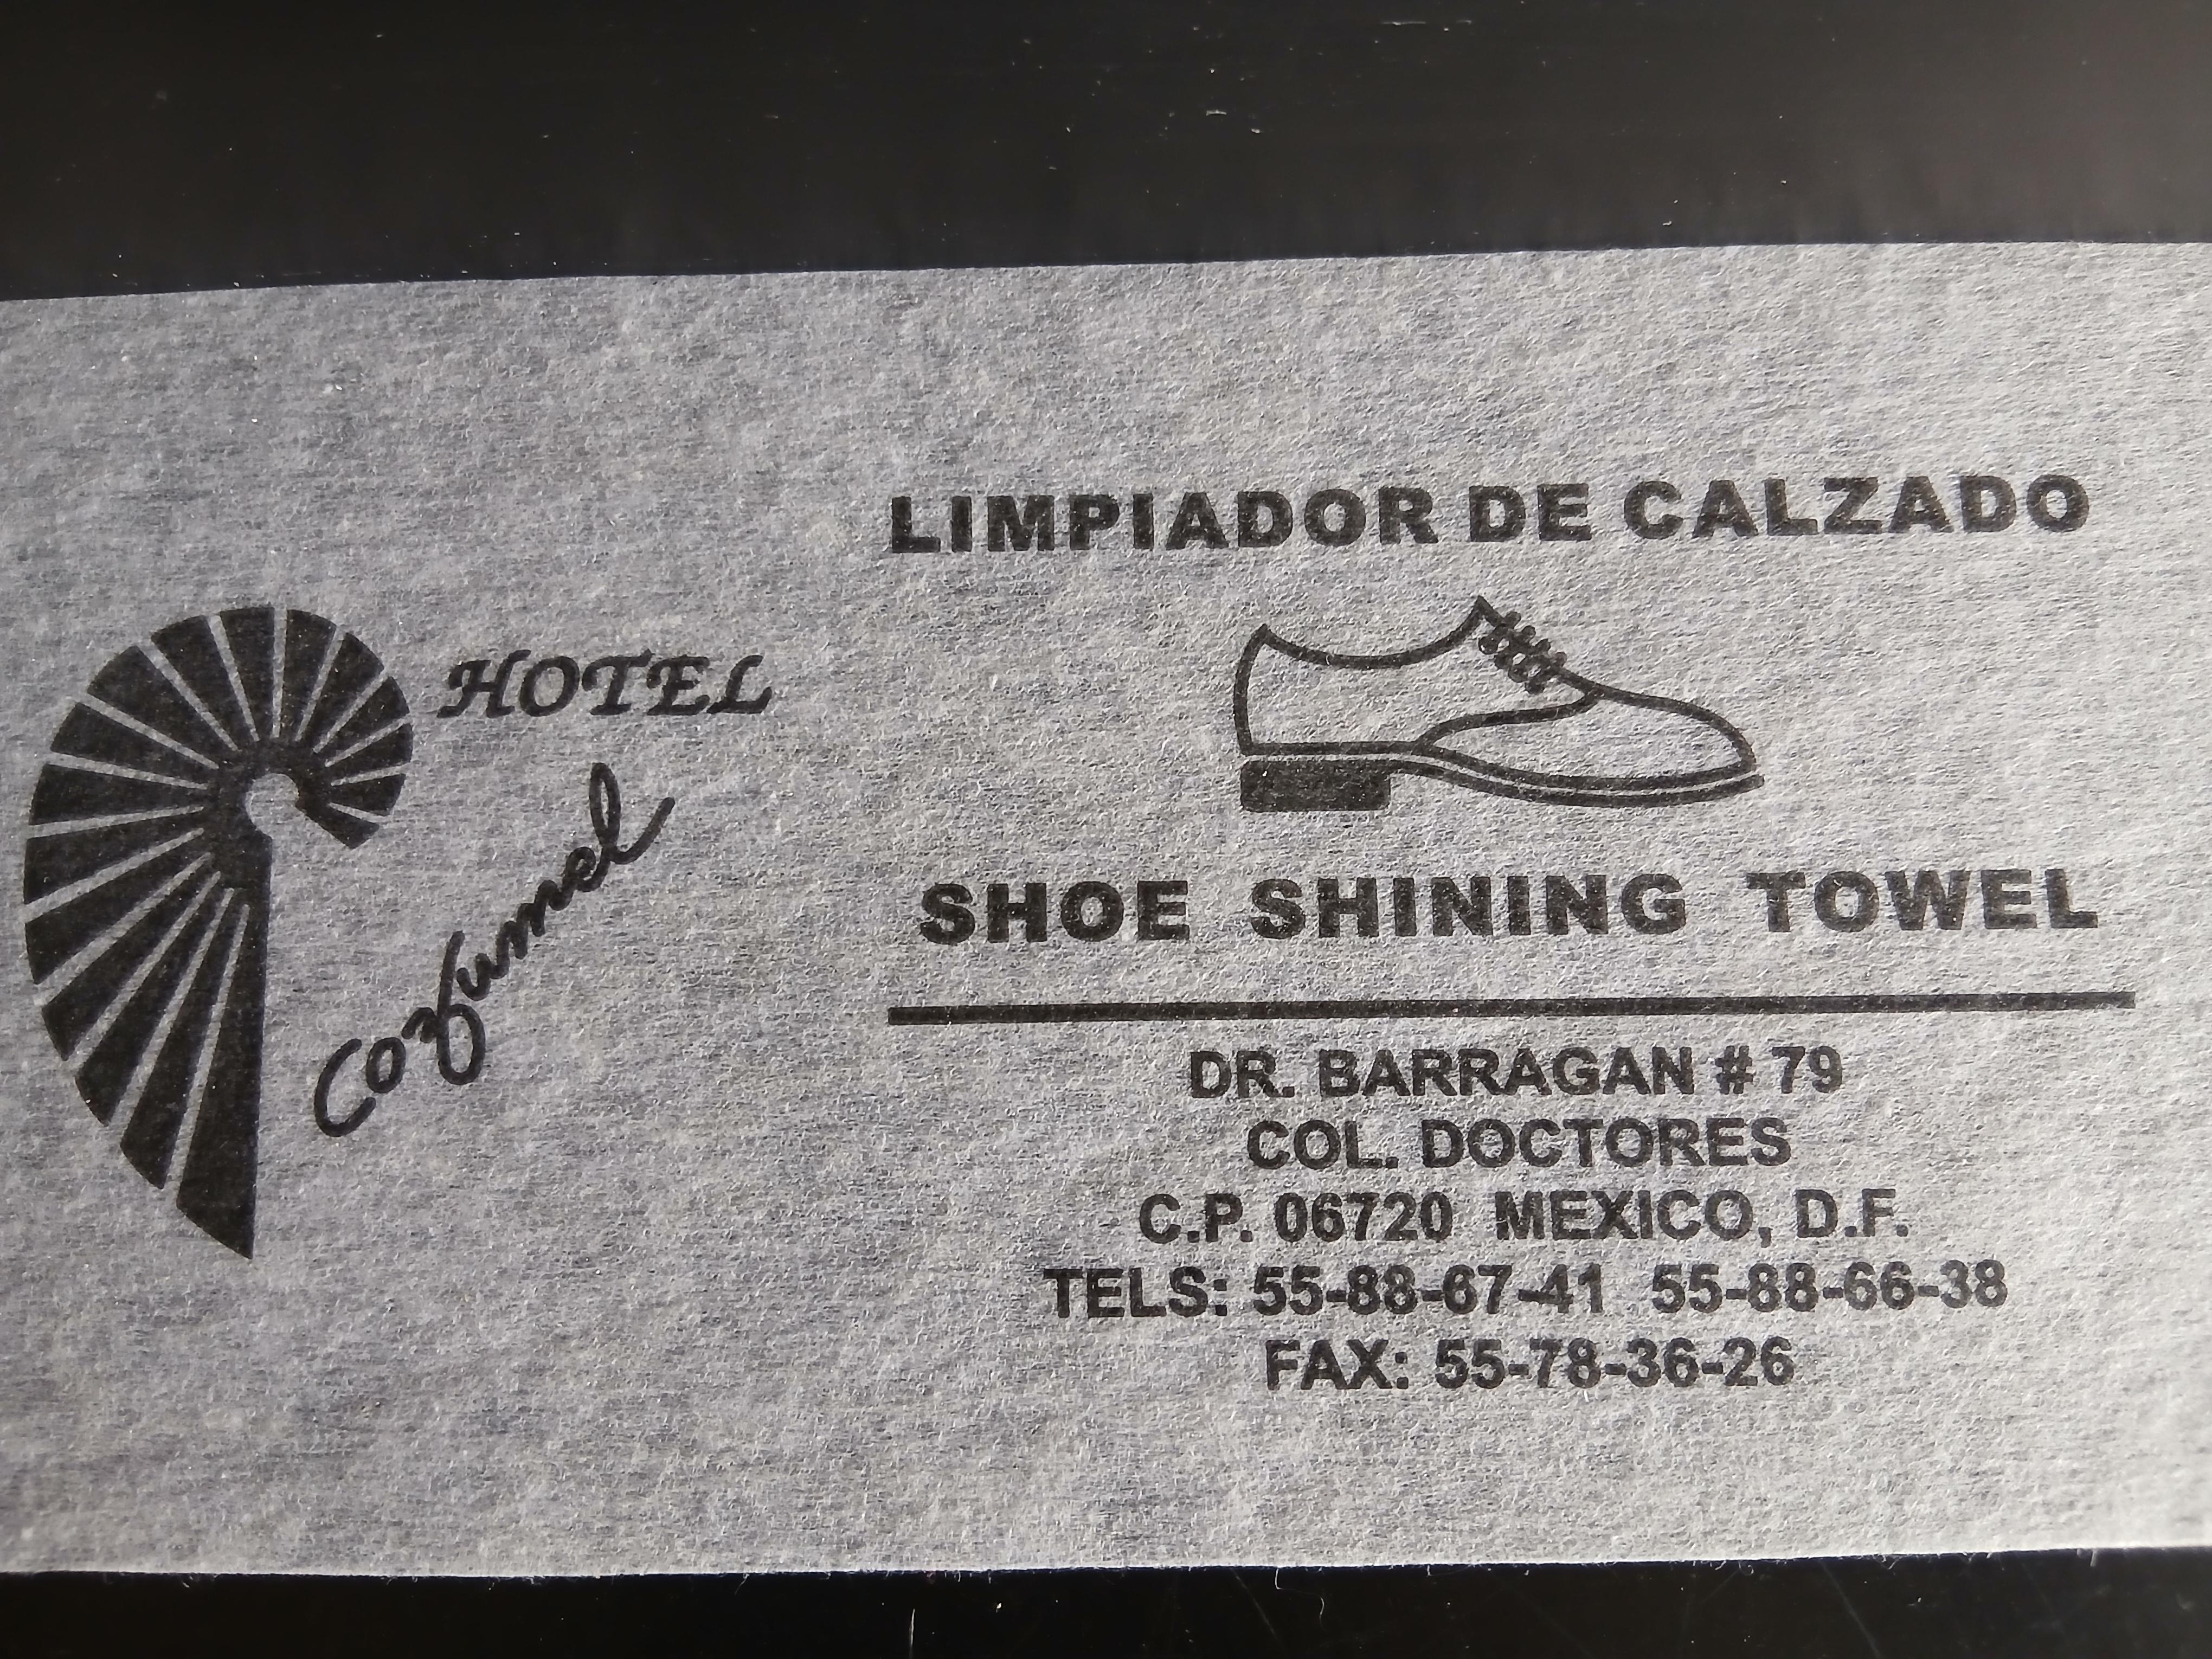 HOTEL
Cozumel
LIMPIADOR DE CALZADO
SHOE SHINING TOWEL
DR. BARRAGAN # 79
COL. DOCTORES
C.P. 06720 MEXICO, D.F.
TELS: 55-88-67-41 55-88-66-38
FAX: 55-78-36-26